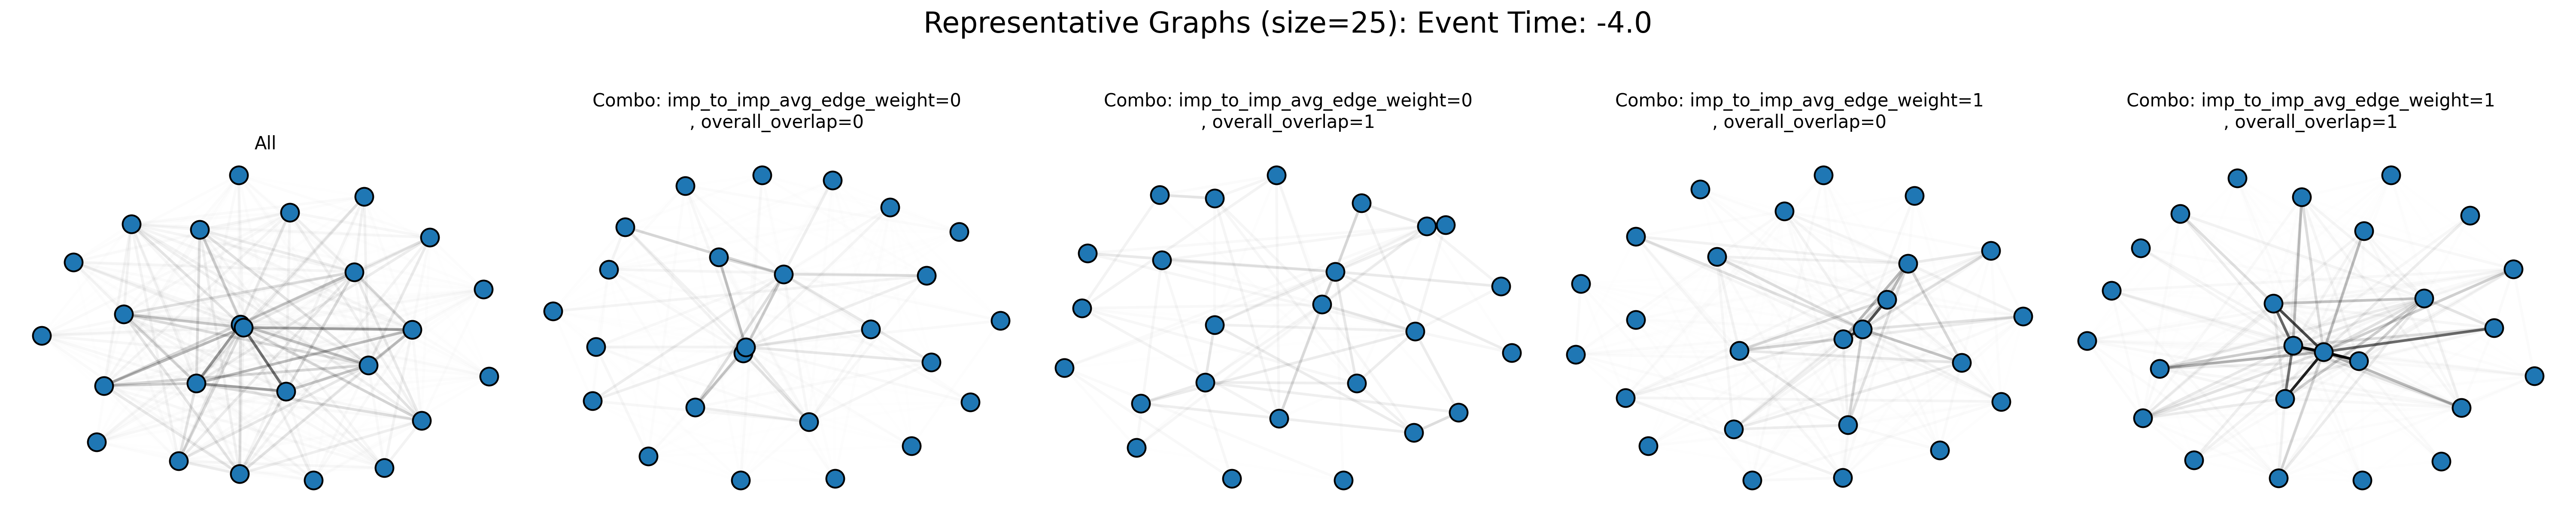 Representative Graphs (size=25): Event Time: -4.0
All
Combo: imp_to_imp_avg_edge_weight=0
, overall_overlap=0
Combo: imp_to_imp_avg_edge_weight=0
, overall_overlap=1
Combo: imp_to_imp_avg_edge_weight=1
, overall_overlap=0
Combo: imp_to_imp_avg_edge_weight=1
, overall_overlap=1